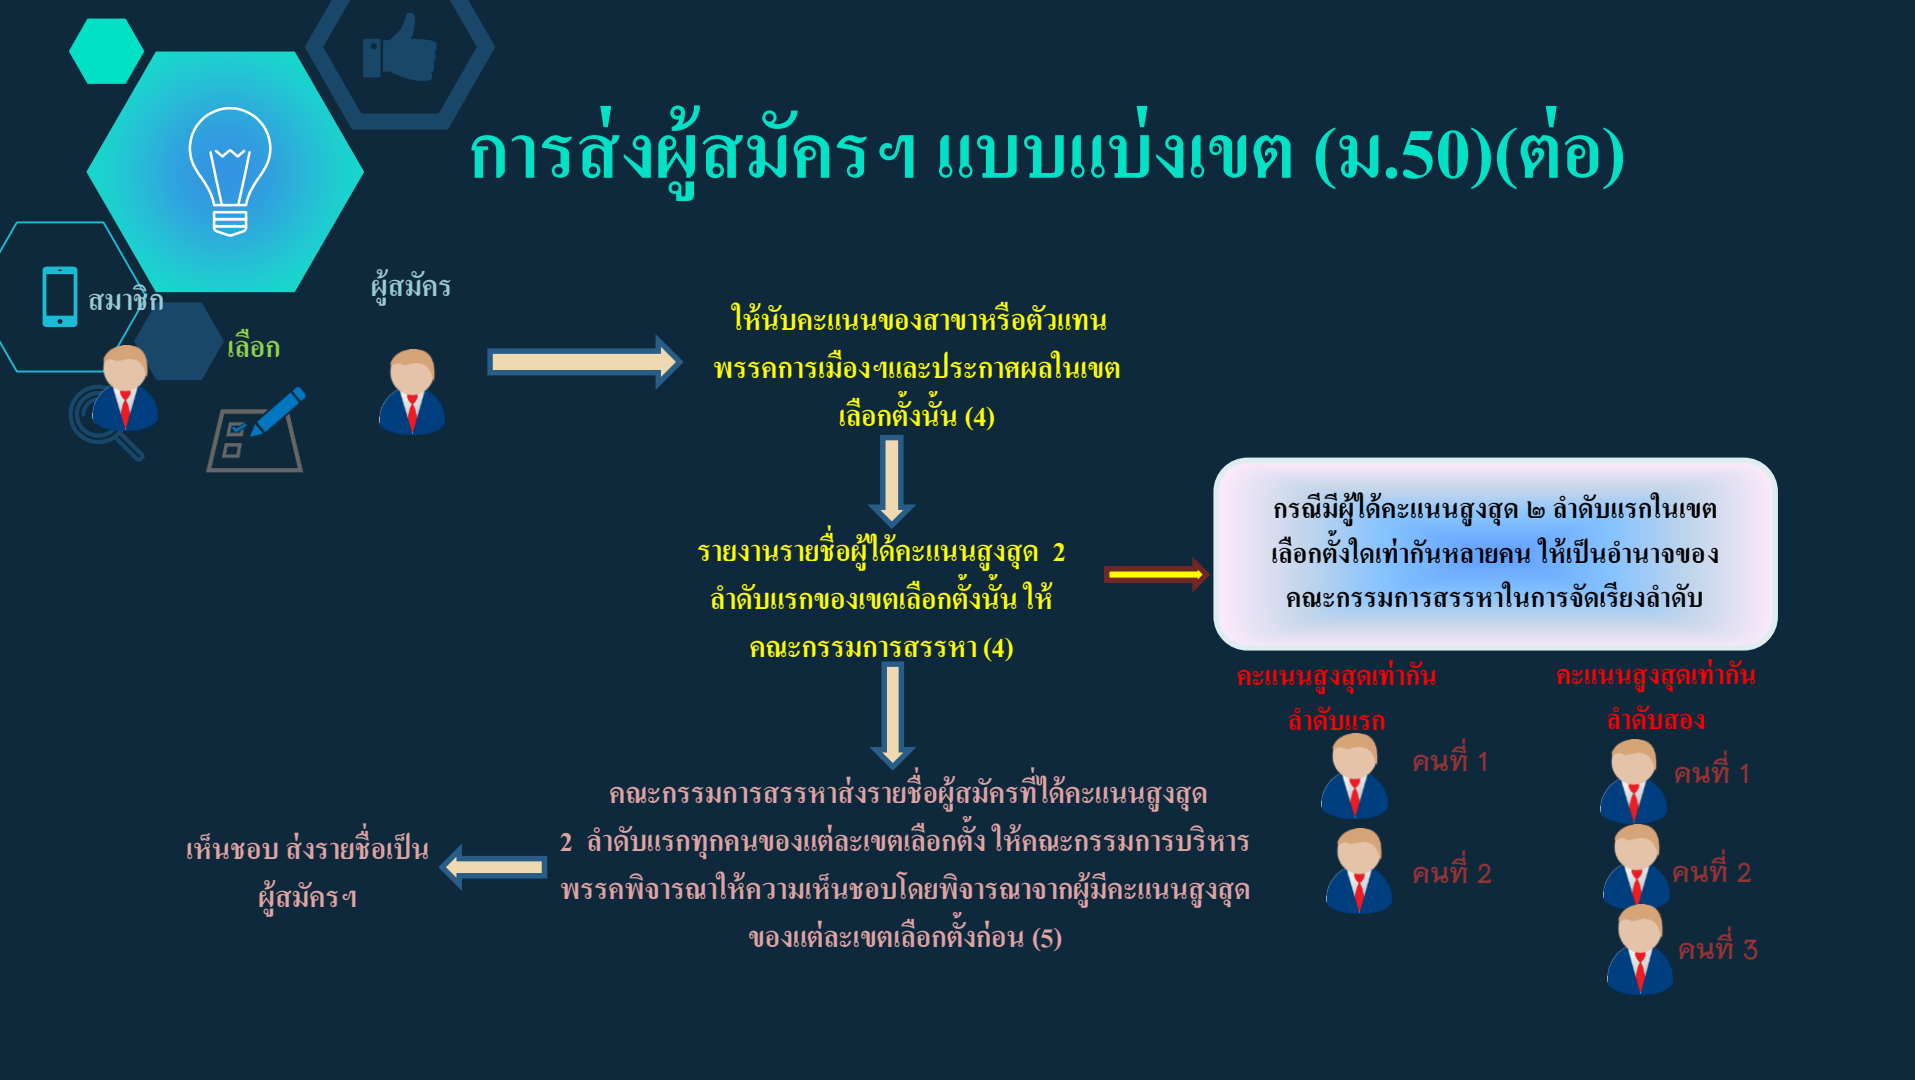 การส่งผู้สมัครฯ แบบแบ่งเขต (ม.50)(ต่อ)
สมาชิก
เลือก
ผู้สมัคร
ให้นับคะแนนของสาขาหรือตัวแทน
พรรคการเมืองฯและประกาศผลในเขต
เลือกตั้งนั้น (4)
รายงานรายชื่อผู้ได้คะแนนสูงสุด 2
ลำดับแรกของเขตเลือกตั้งนั้น ให้
คณะกรรมการสรรหา (4)
กรณีมีผู้ได้คะแนนสูงสุด ๒ ลำดับแรกในเขต
เลือกตั้งใดเท่ากันหลายคน ให้เป็นอำนาจของ
คณะกรรมการสรรหาในการจัดเรียงลำดับ
คะแนนสูงสุดเท่ากัน
ลำดับแรก
คนที่ 1
คนที่ 2
คะแนนสูงสุดเท่ากัน
ลำดับสอง
คนที่ 1
คนที่ 2
คนที่ 3
คณะกรรมการสรรหาส่งรายชื่อผู้สมัครที่ได้คะแนนสูงสุด
2 ลำดับแรกทุกคนของแต่ละเขตเลือกตั้ง ให้คณะกรรมการบริหาร
พรรคพิจารณาให้ความเห็นชอบโดยพิจารณาจากผู้มีคะแนนสูงสุด
ของแต่ละเขตเลือกตั้งก่อน (5)
เห็นชอบ ส่งรายชื่อเป็น
ผู้สมัครฯ